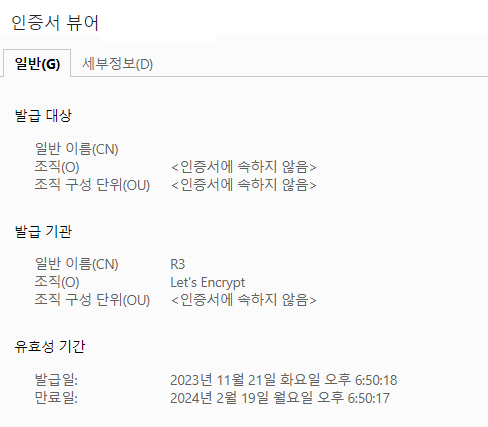 인증서 뷰어
일반(G) 세부정보(D)
발급 대상
일반 이름(CN)
조직(O) <인증서에 속하지 않음>
조직 구성 단위(OU) <인증서에 속하지 않음>
발급 기관
일반 이름(CN) R3
조직(O) Let's Encrypt
조직 구성 단위(OU) <인증서에 속하지 않음>
유효성 기간
발급일: 2023년 11월 21일 화요일 오후 6:50:18
만료일: 2024년 2월 19일 월요일 오후 6:50:17